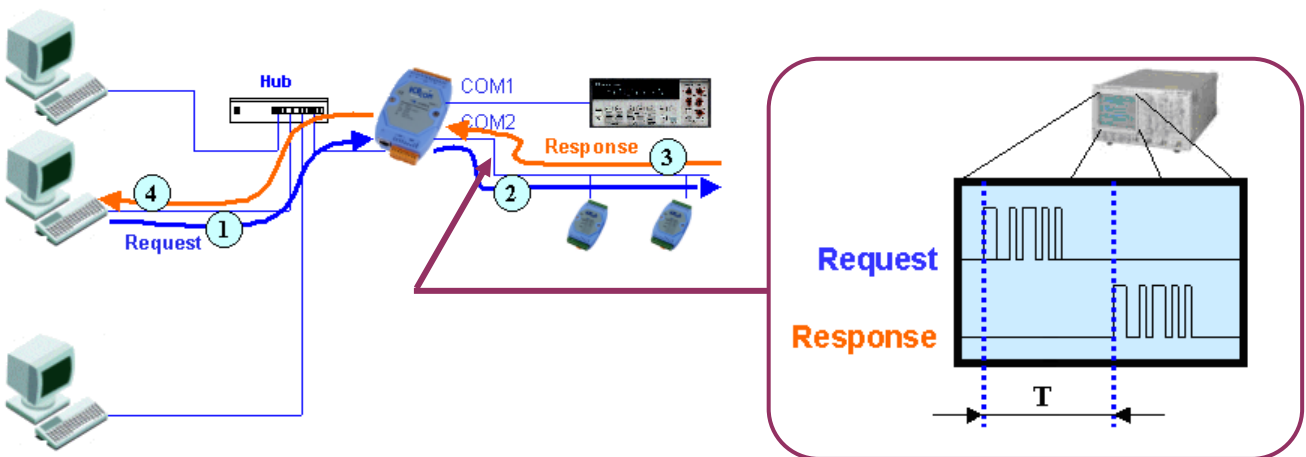 Hub
COM1
COM2
Response
3
4
2
1
Request
Request
Response
T